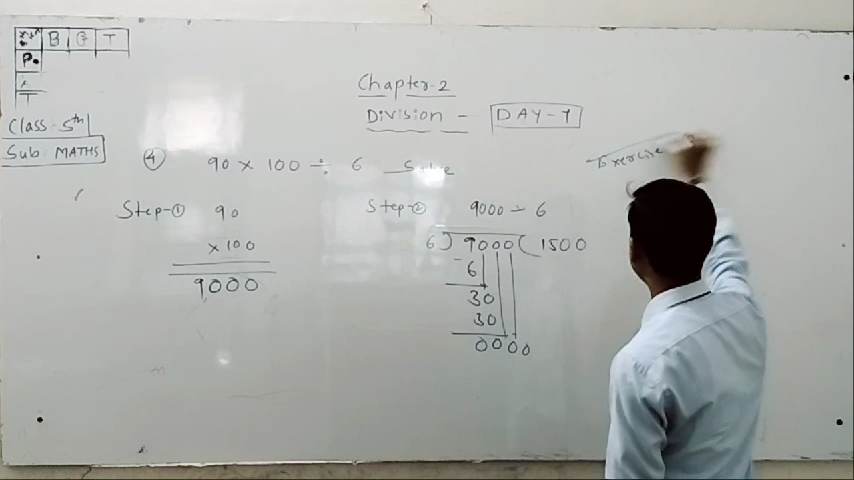 B G T
P.
T
Chapter-2
Division - DAY-7
Class: 5th
Sub: MATHS
④ 90 × 100 ÷ 6 Solve
Exercise
Step-① 90
×100
9000
Step-② 9000 ÷ 6
6)9000(1500
-6
30
30
0000